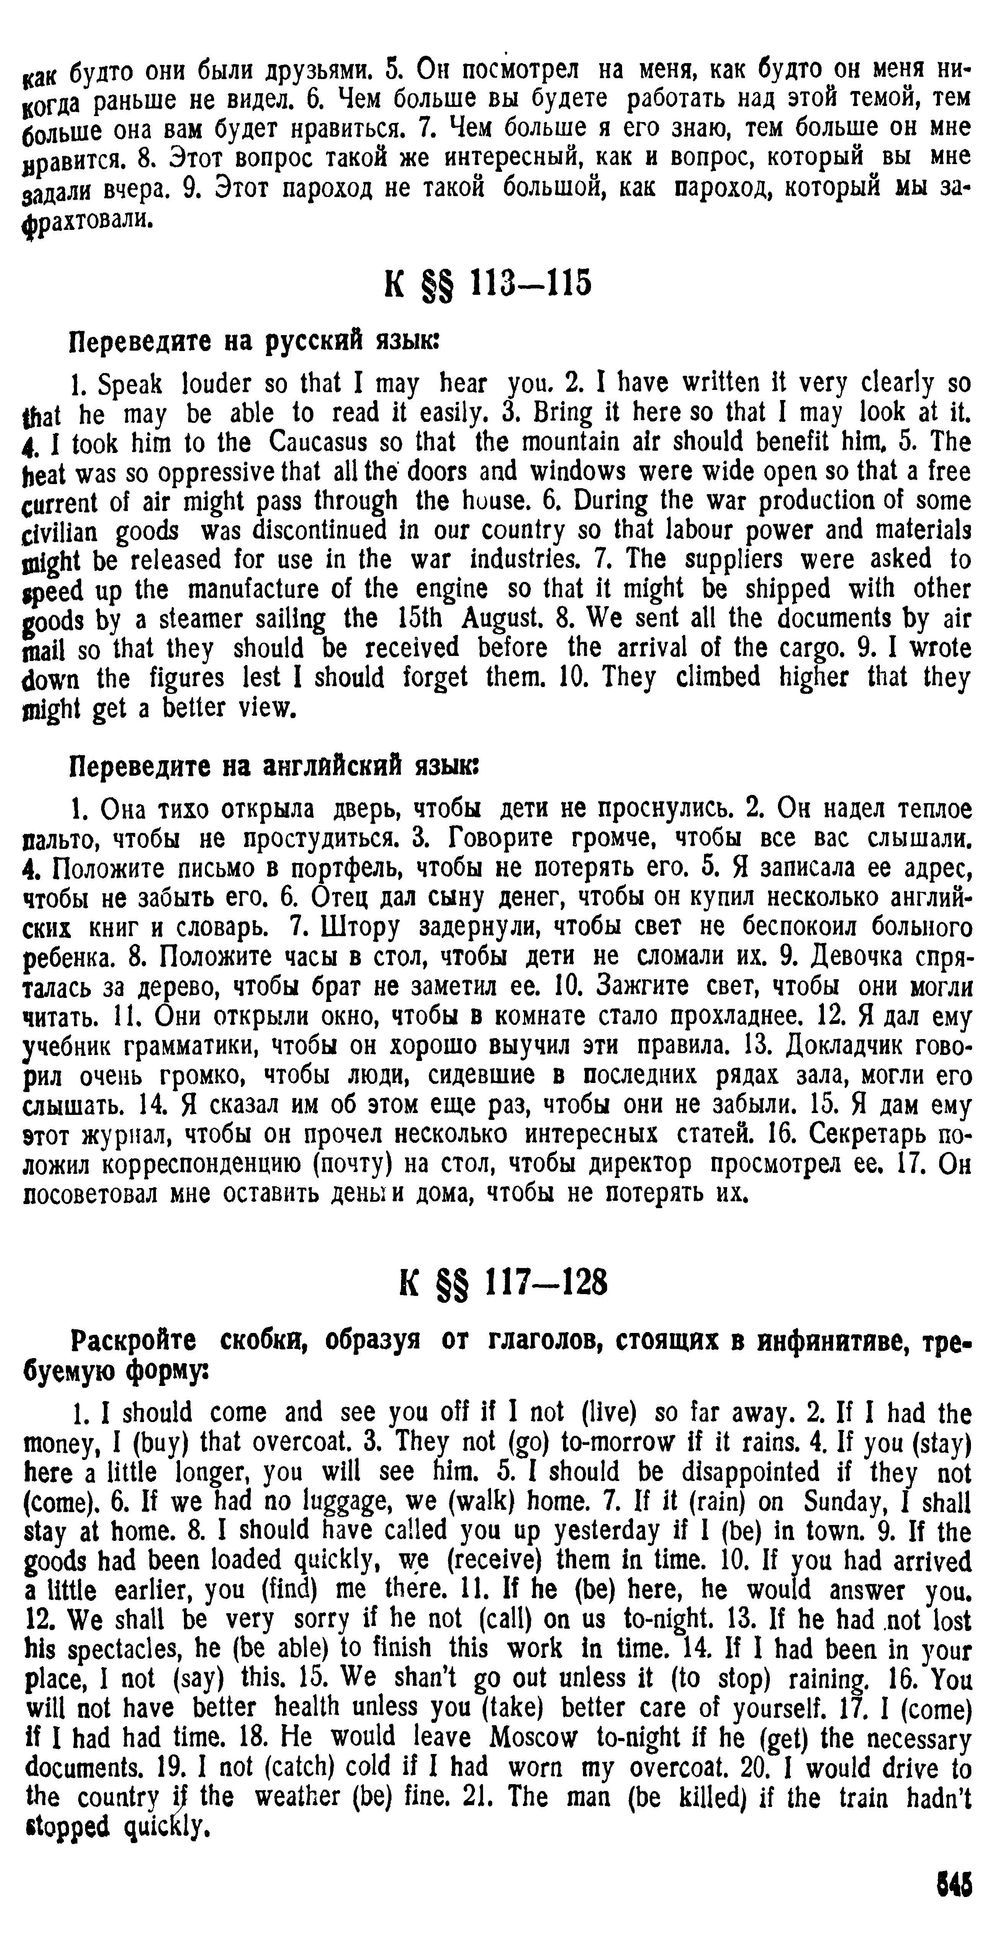 как будто они были друзьями. 5. Он посмотрел на меня, как будто он меня ни-
когда раньше не видел. 6. Чем больше вы будете работать над этой темой, тем
больше она вам будет нравиться. 7. Чем больше я его знаю, тем больше он мне
нравится. 8. Этот вопрос такой же интересный, как и вопрос, который вы мне
задали вчера. 9. Этот пароход не такой большой, как пароход, который мы за-
фрахтовали.
К §§ 113—115
Переведите на русский язык:
1. Speak louder so that I may hear you. 2. I have written it very clearly so
that he may be able to read it easily. 3. Bring it here so that I may look at it.
4. I took him to the Caucasus so that the mountain air should benefit him. 5. The
heat was so oppressive that all the doors and windows were wide open so that a free
current of air might pass through the house. 6. During the war production of some
civilian goods was discontinued in our country so that labour power and materials
might be released for use in the war industries. 7. The suppliers were asked to
speed up the manufacture of the engine so that it might be shipped with other
goods by a steamer sailing the 15th August. 8. We sent all the documents by air
mail so that they should be received before the arrival of the cargo. 9. I wrote
down the figures lest I should forget them. 10. They climbed higher that they
might get a better view.
Переведите на английский язык:
1. Она тихо открыла дверь, чтобы дети не проснулись. 2. Он надел теплое
пальто, чтобы не простудиться. 3. Говорите громче, чтобы все вас слышали.
4. Положите письмо в портфель, чтобы не потерять его. 5. Я записала ее адрес,
чтобы не забыть его. 6. Отец дал сыну денег, чтобы он купил несколько англий-
ских книг и словарь. 7. Штору задернули, чтобы свет не беспокоил больного
ребенка. 8. Положите часы в стол, чтобы дети не сломали их. 9. Девочка спря-
талась за дерево, чтобы брат не заметил ее. 10. Зажгите свет, чтобы они могли
читать. 11. Они открыли окно, чтобы в комнате стало прохладнее. 12. Я дал ему
учебник грамматики, чтобы он хорошо выучил эти правила. 13. Докладчик гово-
рил очень громко, чтобы люди, сидевшие в последних рядах зала, могли его
слышать. 14. Я сказал им об этом еще раз, чтобы они не забыли. 15. Я дам ему
этот журнал, чтобы он прочел несколько интересных статей. 16. Секретарь по-
ложил корреспонденцию (почту) на стол, чтобы директор просмотрел ее. 17. Он
посоветовал мне оставить деньги дома, чтобы не потерять их.
К §§ 117—128
Раскройте скобки, образуя от глаголов, стоящих в инфинитиве, тре-
буемую форму:
1. I should come and see you off if I not (live) so far away. 2. If I had the
money, I (buy) that overcoat. 3. They not (go) to-morrow if it rains. 4. If you (stay)
here a little longer, you will see him. 5. I should be disappointed if they not
(come). 6. If we had no luggage, we (walk) home. 7. If it (rain) on Sunday, I shall
stay at home. 8. I should have called you up yesterday if I (be) in town. 9. If the
goods had been loaded quickly, we (receive) them in time. 10. If you had arrived
a little earlier, you (find) me there. 11. If he (be) here, he would answer you.
12. We shall be very sorry if he not (call) on us to-night. 13. If he had not lost
his spectacles, he (be able) to finish this work in time. 14. If I had been in your
place, I not (say) this. 15. We shan't go out unless it (to stop) raining. 16. You
will not have better health unless you (take) better care of yourself. 17. I (come)
if I had had time. 18. He would leave Moscow to-night if he (get) the necessary
documents. 19. I not (catch) cold if I had worn my overcoat. 20. I would drive to
the country if the weather (be) fine. 21. The man (be killed) if the train hadn't
stopped quickly.
545